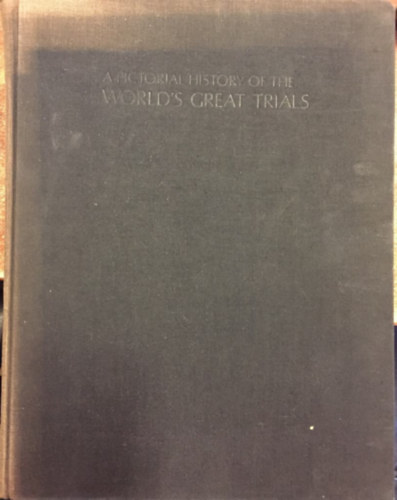 A PICTORIAL HISTORY OF THE
WORLD'S GREAT TRIALS